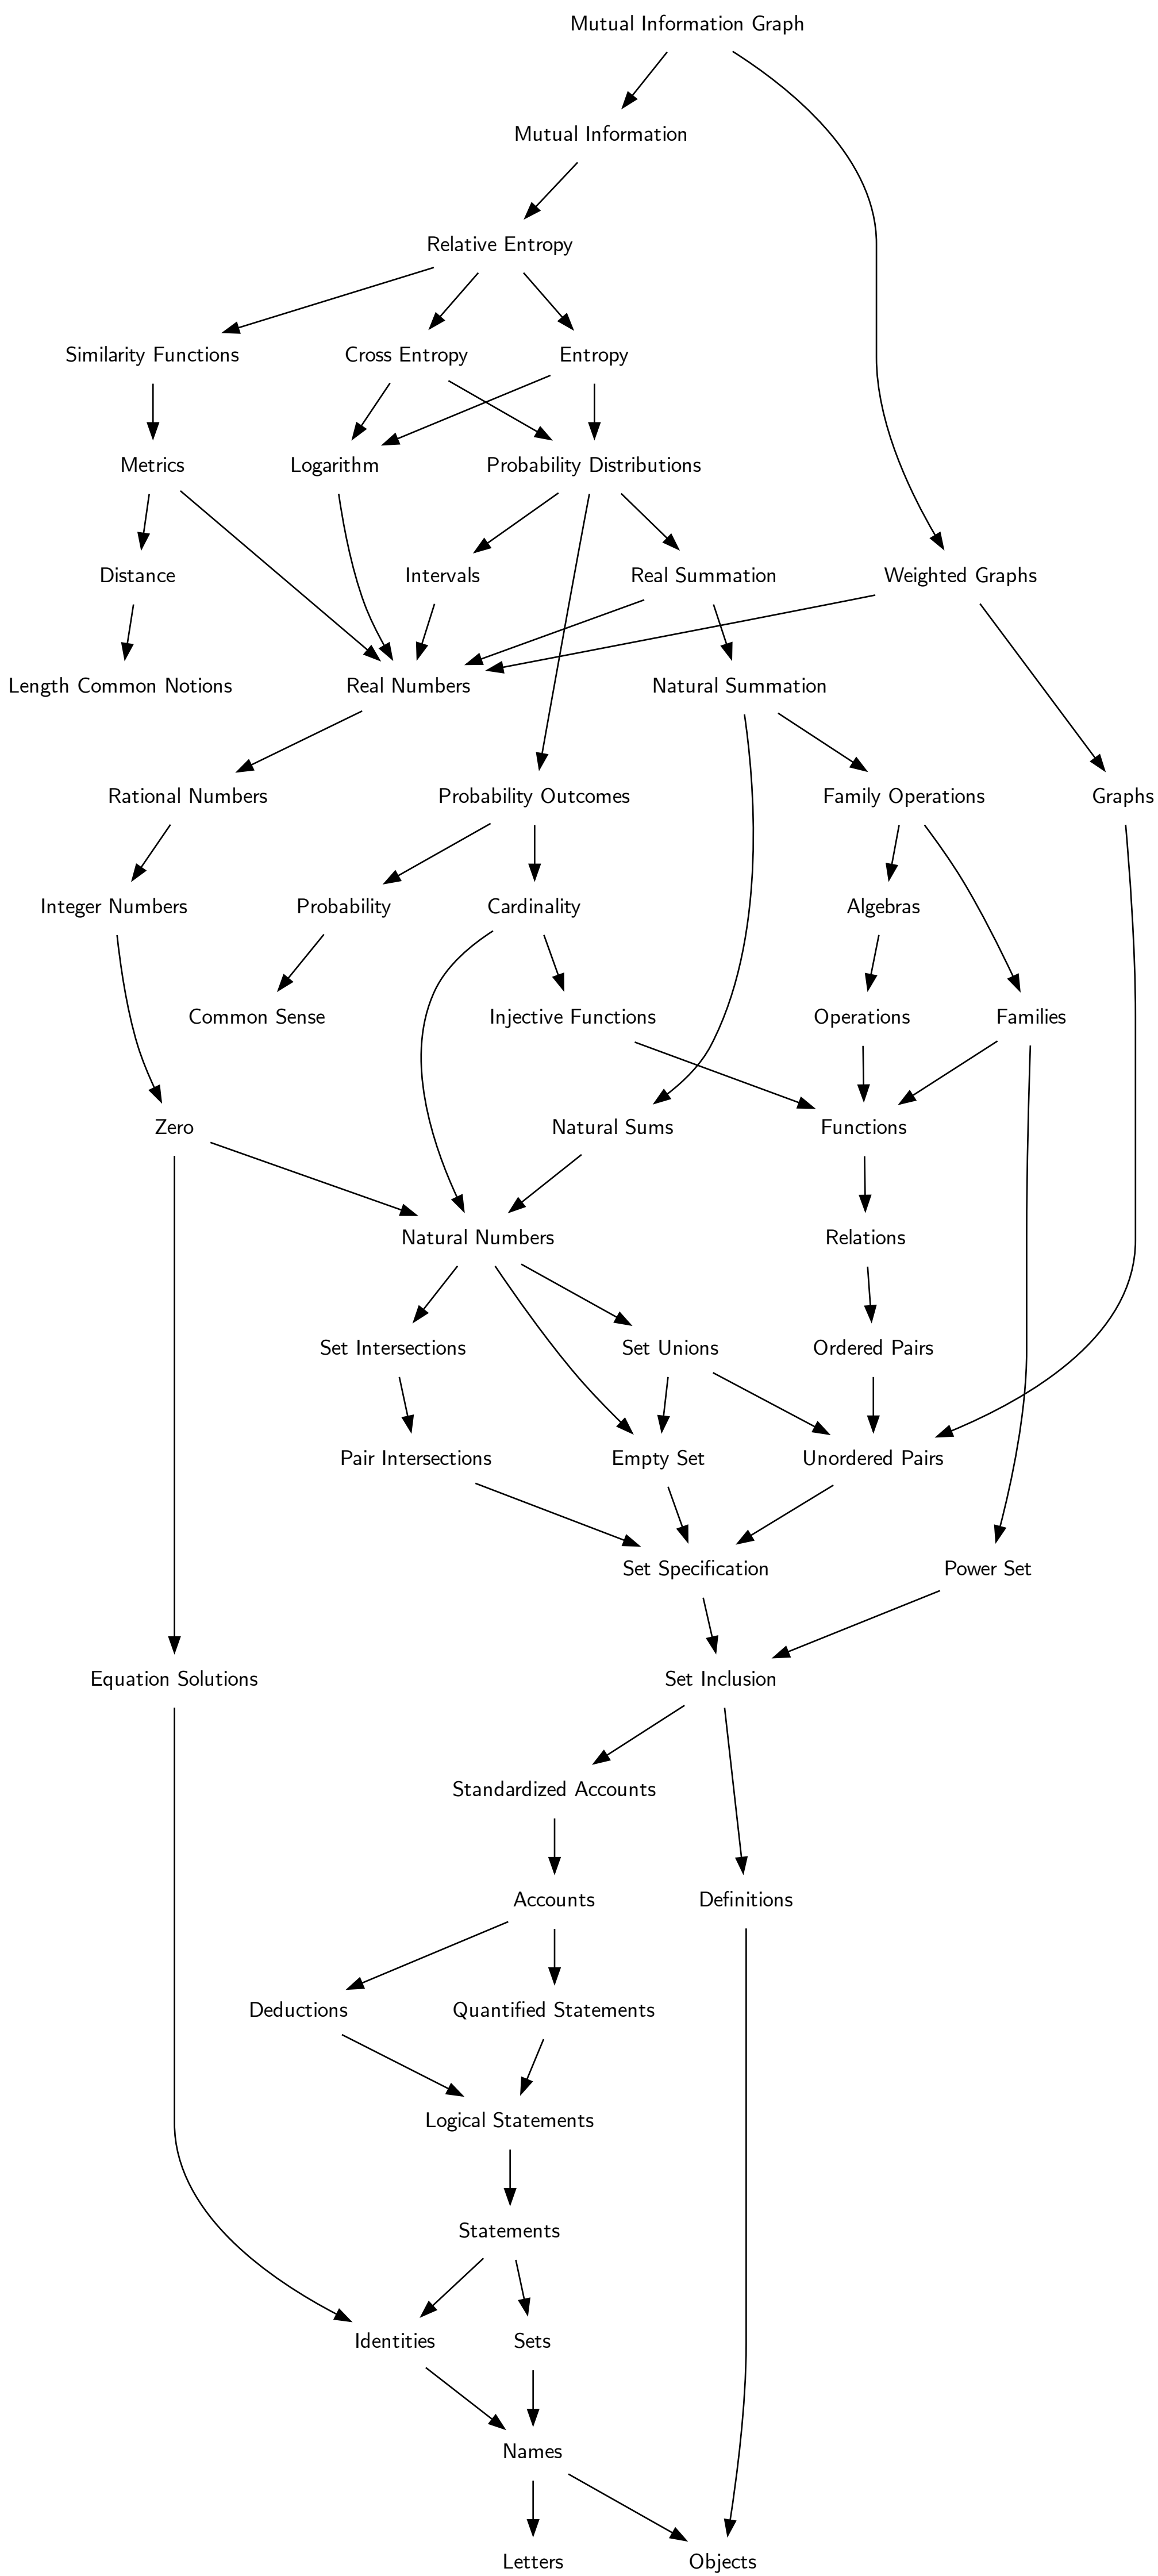 Mutual Information Graph
Mutual Information
Relative Entropy
Similarity Functions
Cross Entropy
Entropy
Metrics
Logarithm
Probability Distributions
Distance
Intervals
Real Summation
Weighted Graphs
Length Common Notions
Real Numbers
Natural Summation
Rational Numbers
Probability Outcomes
Family Operations
Graphs
Integer Numbers
Probability
Cardinality
Algebras
Common Sense
Injective Functions
Operations
Families
Zero
Natural Sums
Functions
Natural Numbers
Relations
Set Intersections
Set Unions
Ordered Pairs
Pair Intersections
Empty Set
Unordered Pairs
Set Specification
Power Set
Equation Solutions
Set Inclusion
Standardized Accounts
Accounts
Definitions
Deductions
Quantified Statements
Logical Statements
Statements
Identities
Sets
Names
Letters
Objects